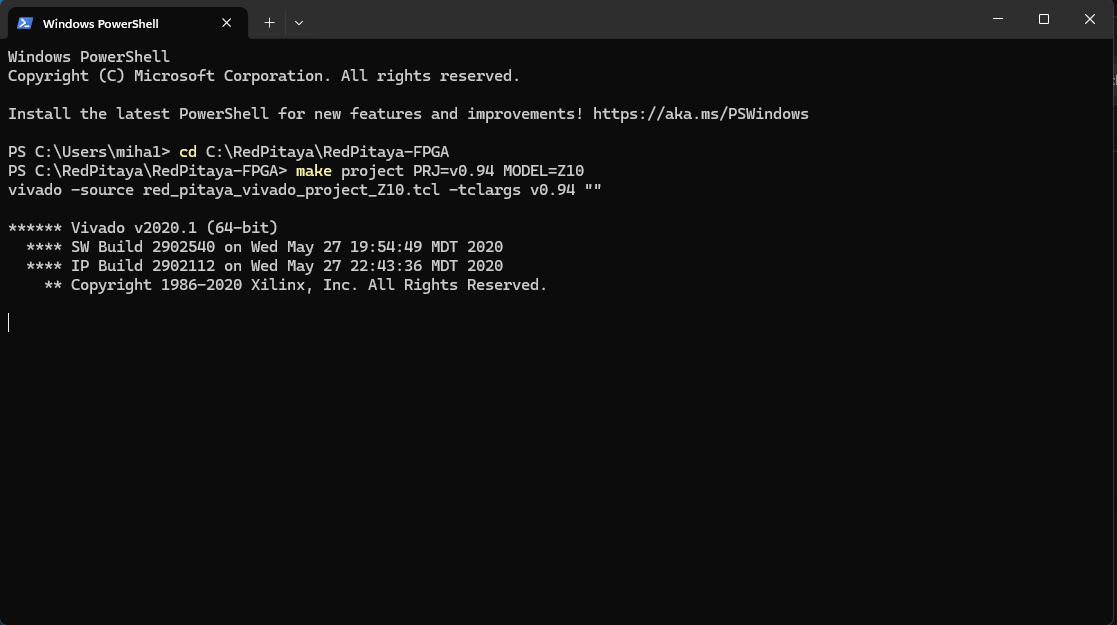 Windows PowerShell
Windows PowerShell
Copyright (C) Microsoft Corporation. All rights reserved.
Install the latest PowerShell for new features and improvements! https://aka.ms/PSWindows
PS C:\Users\miha1> cd C:\RedPitaya\RedPitaya-FPGA
PS C:\RedPitaya\RedPitaya-FPGA> make project PRJ=v0.94 MODEL=Z10
vivado -source red_pitaya_vivado_project_Z10.tcl -tclargs v0.94 ""
****** Vivado v2020.1 (64-bit)
  **** SW Build 2902540 on Wed May 27 19:54:49 MDT 2020
  **** IP Build 2902112 on Wed May 27 22:43:36 MDT 2020
    ** Copyright 1986-2020 Xilinx, Inc. All Rights Reserved.